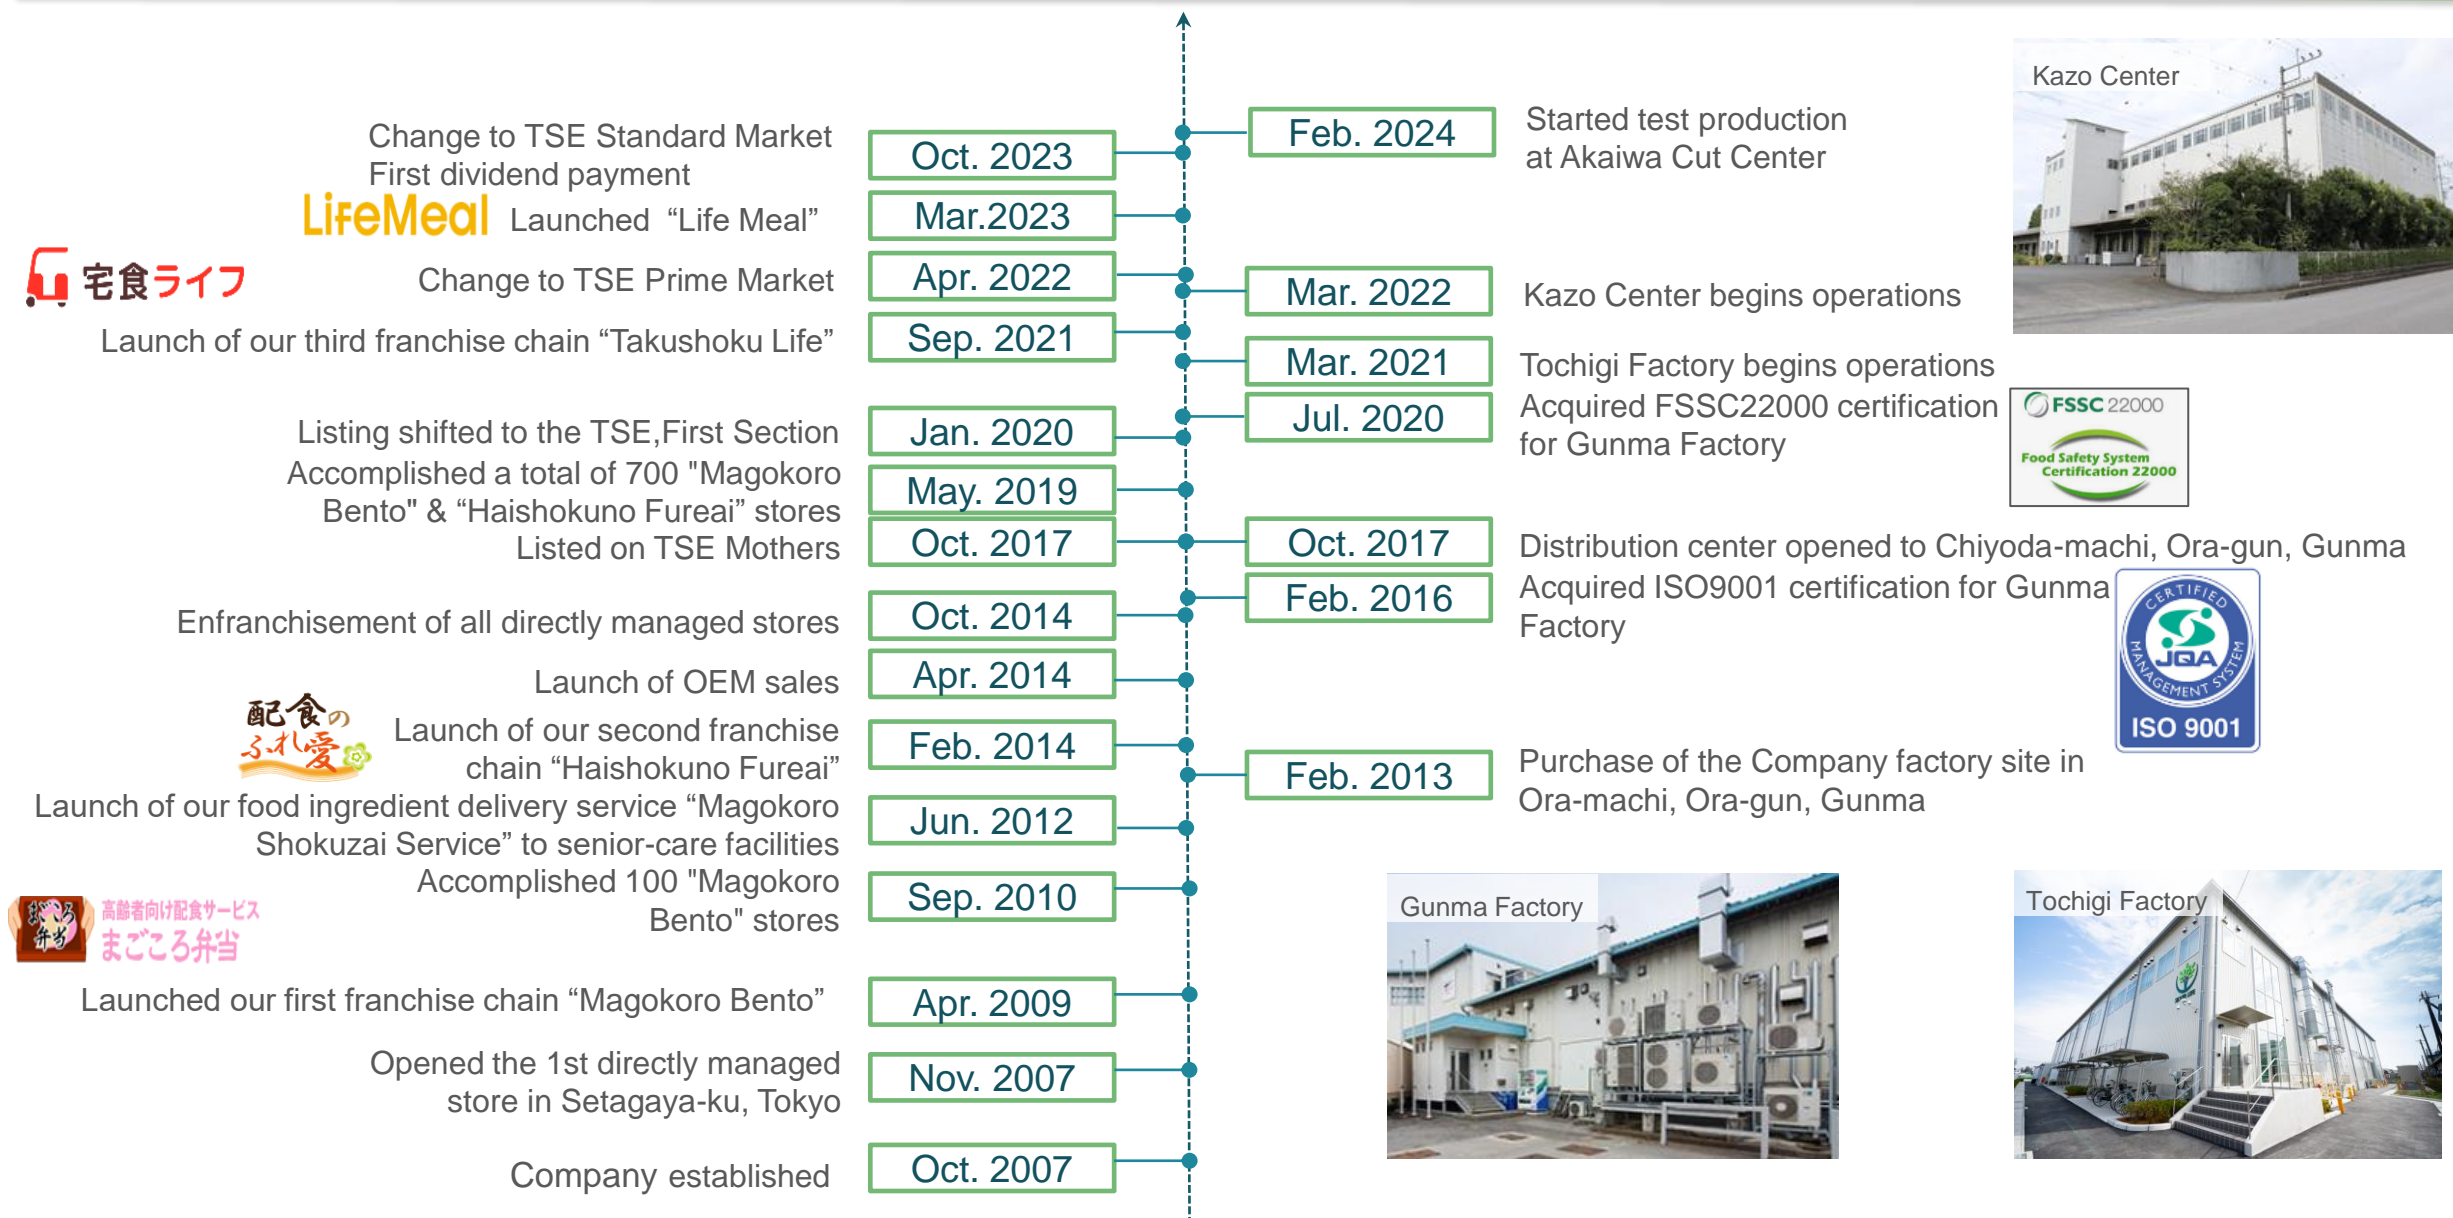 Change to TSE Standard Market
First dividend payment
Oct. 2023
LifeMeal
Launched “Life Meal”
Mar.2023
宅食ライフ
Change to TSE Prime Market
Apr. 2022
Launch of our third franchise chain “Takushoku Life”
Sep. 2021
Listing shifted to the TSE,First Section
Jan. 2020
Accomplished a total of 700 "Magokoro
Bento" & “Haishokuno Fureai” stores
May. 2019
Listed on TSE Mothers
Oct. 2017
Enfranchisement of all directly managed stores
Oct. 2014
Launch of OEM sales
Apr. 2014
配食の
ふれ愛
Launch of our second franchise
chain “Haishokuno Fureai”
Feb. 2014
Launch of our food ingredient delivery service “Magokoro
Shokuzai Service” to senior-care facilities
Jun. 2012
Accomplished 100 "Magokoro
Bento" stores
Sep. 2010
まごころ
弁当
高齢者向け配食サービス
まごころ弁当
Launched our first franchise chain “Magokoro Bento”
Apr. 2009
Opened the 1st directly managed
store in Setagaya-ku, Tokyo
Nov. 2007
Company established
Oct. 2007
Feb. 2024
Started test production
at Akaiwa Cut Center
Kazo Center
Mar. 2022
Kazo Center begins operations
Mar. 2021
Tochigi Factory begins operations
Jul. 2020
Acquired FSSC22000 certification
for Gunma Factory
FSSC 22000
Food Safety System
Certification 22000
Oct. 2017
Distribution center opened to Chiyoda-machi, Ora-gun, Gunma
Feb. 2016
Acquired ISO9001 certification for Gunma
Factory
CERTIFIED
JQA
MANAGEMENT SYSTEM
ISO 9001
Feb. 2013
Purchase of the Company factory site in
Ora-machi, Ora-gun, Gunma
Gunma Factory
Tochigi Factory